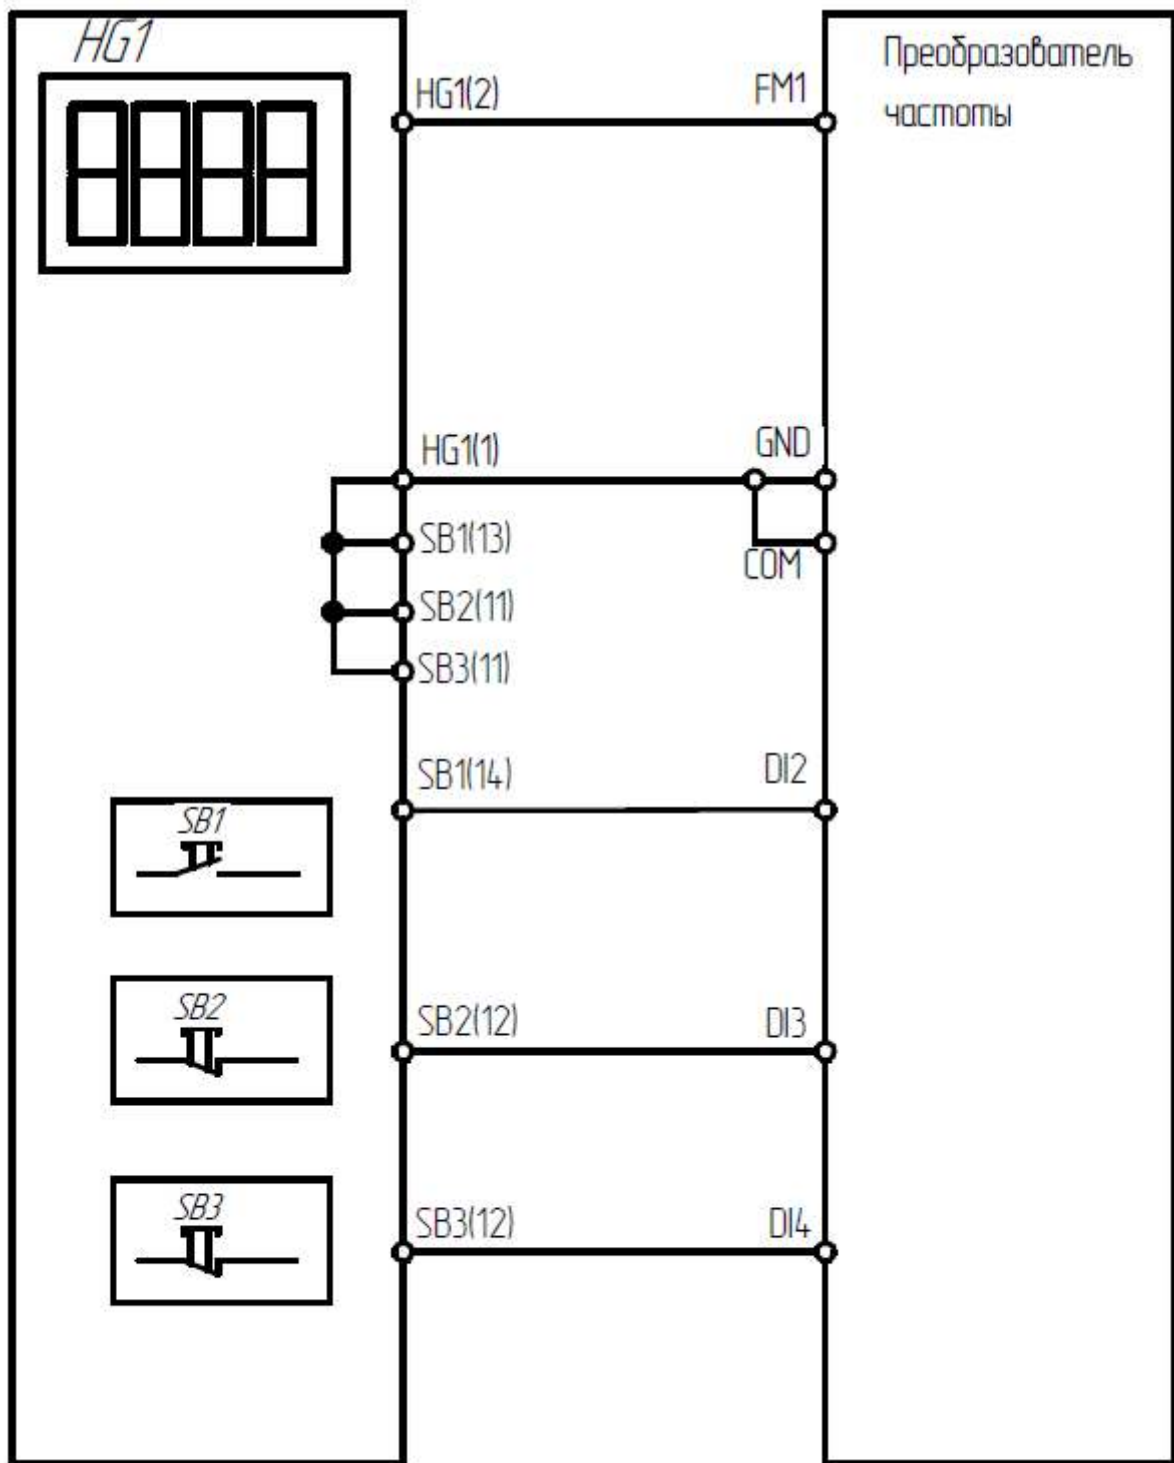 HG1
Преобразователь
частоты
HG1(2)
FM1
HG1(1)
GND
SB1(13)
COM
SB2(11)
SB3(11)
SB1(14)
DI2
SB1
SB2
SB2(12)
DI3
SB3
SB3(12)
DI4